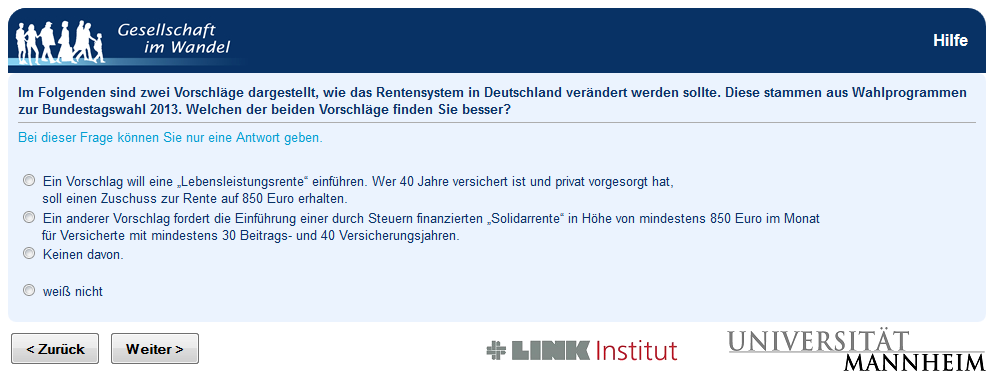 Gesellschaft
im Wandel
Hilfe
Im Folgenden sind zwei Vorschläge dargestellt, wie das Rentensystem in Deutschland verändert werden sollte. Diese stammen aus Wahlprogrammen
zur Bundestagswahl 2013. Welchen der beiden Vorschläge finden Sie besser?
Bei dieser Frage können Sie nur eine Antwort geben.
Ein Vorschlag will eine „Lebensleistungsrente“ einführen. Wer 40 Jahre versichert ist und privat vorgesorgt hat,
soll einen Zuschuss zur Rente auf 850 Euro erhalten.
Ein anderer Vorschlag fordert die Einführung einer durch Steuern finanzierten „Solidarrente“ in Höhe von mindestens 850 Euro im Monat
für Versicherte mit mindestens 30 Beitrags- und 40 Versicherungsjahren.
Keinen davon.
weiß nicht
< Zurück
Weiter >
LINK Institut
UNIVERSITÄT
MANNHEIM